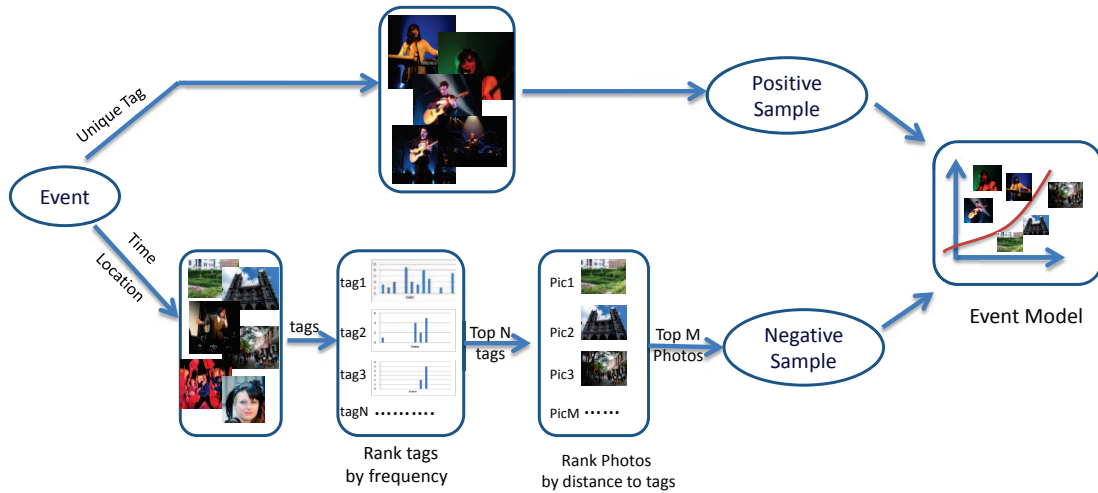 Unique Tag
Positive
Sample
Event
Time
Location
tags
tag1
tag2
tag3
tagN ...........
Top N
tags
Pic1
Pic2
Pic3
PicM ......
Top M
Photos
Negative
Sample
Event Model
Rank tags
by frequency
Rank Photos
by distance to tags